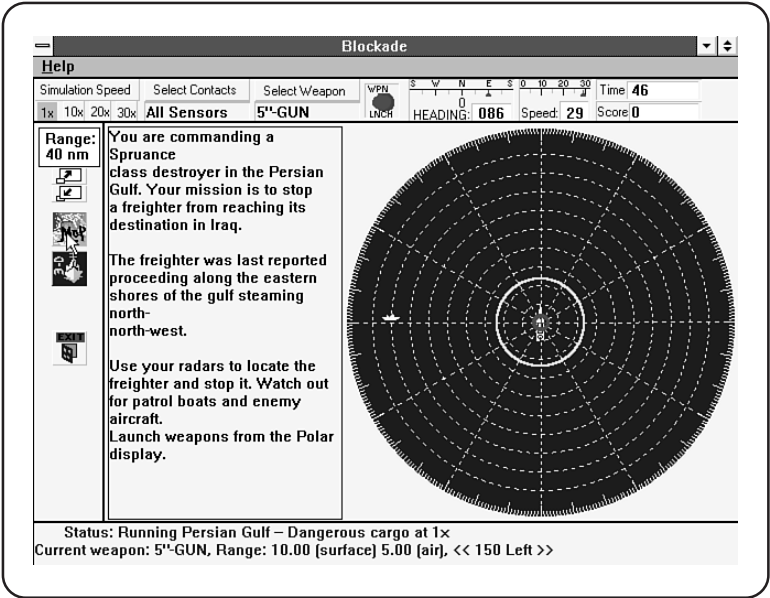 Blockade
Help
Simulation Speed Select Contacts Select Weapon
1x 10x 20x 30x All Sensors 5"-GUN
WPN
LNCH
S W N E S
0
HEADING: 086
0 10 20 30
Speed: 29
Time 46
Score 0
Range:
40 nm
MAP
3-D
EXIT
You are commanding a
Spruance
class destroyer in the Persian
Gulf. Your mission is to stop
a freighter from reaching its
destination in Iraq.
The freighter was last reported
proceeding along the eastern
shores of the gulf steaming
north-
north-west.
Use your radars to locate the
freighter and stop it. Watch out
for patrol boats and enemy
aircraft.
Launch weapons from the Polar
display.
Status: Running Persian Gulf – Dangerous cargo at 1x
Current weapon: 5"-GUN, Range: 10.00 (surface) 5.00 (air), << 150 Left >>